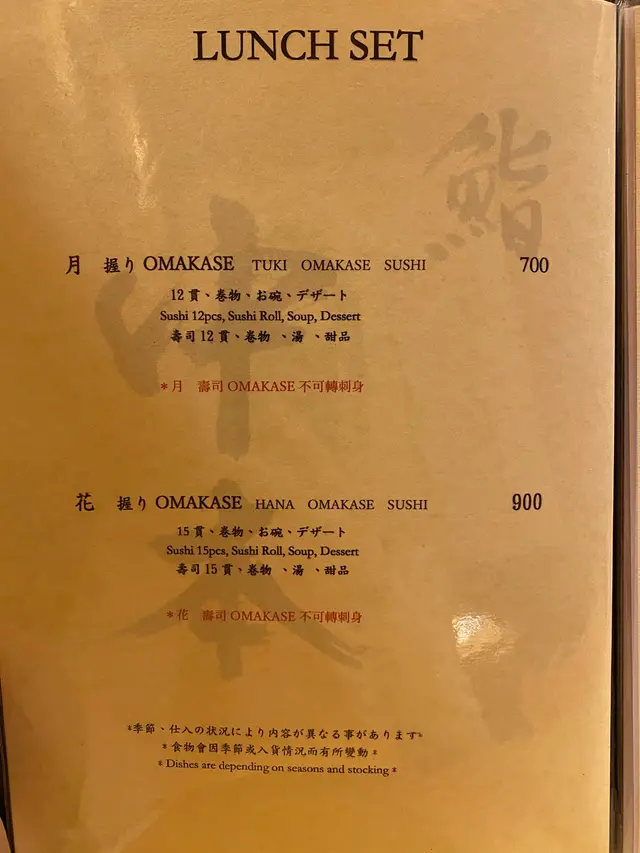 LUNCH SET
鮨
月 握り OMAKASE TUKI OMAKASE SUSHI 700
12貫、巻物、お碗、デザート
Sushi 12pcs, Sushi Roll, Soup, Dessert
壽司12貫、巻物 、湯 、甜品
*月 壽司 OMAKASE 不可轉刺身
花 握り OMAKASE HANA OMAKASE SUSHI 900
15貫、巻物、お碗、デザート
Sushi 15pcs, Sushi Roll, Soup, Dessert
壽司15貫、巻物 、湯 、甜品
*花 壽司 OMAKASE 不可轉刺身
*季節、仕入の状況により内容が異なる事があります*
* 食物會因季節或入貨情況而有所變動 *
* Dishes are depending on seasons and stocking *